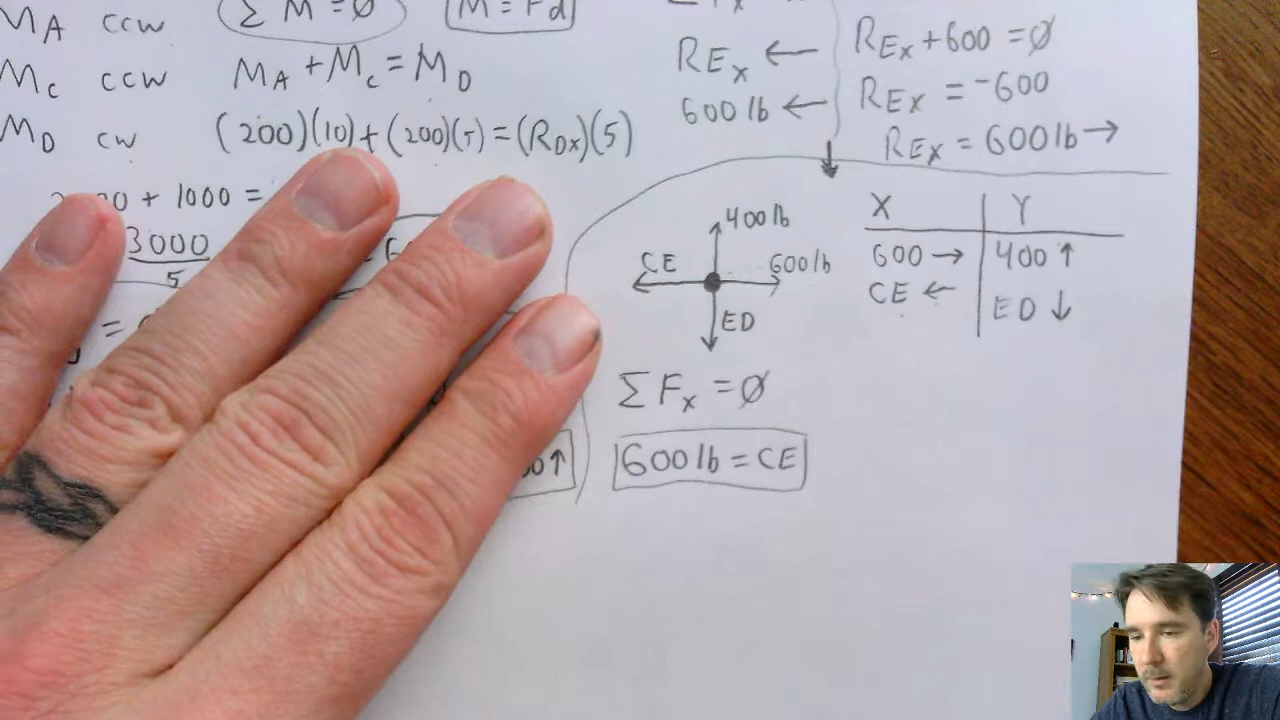 MA ccw
Σ M = Ø
M = Fd
Mc ccw
MA + Mc = MD
MD cw
(200)(10) + (200)(5) = (RDx)(5)
+ 1000 =
3000
5
=
REx ←
600 lb ←
REx + 600 = Ø
REx = -600
REx = 600 lb →
400 lb
CE
600 lb
ED
X Y
600 → 400 ↑
CE ← ED ↓
Σ Fx = Ø
600 lb = CE